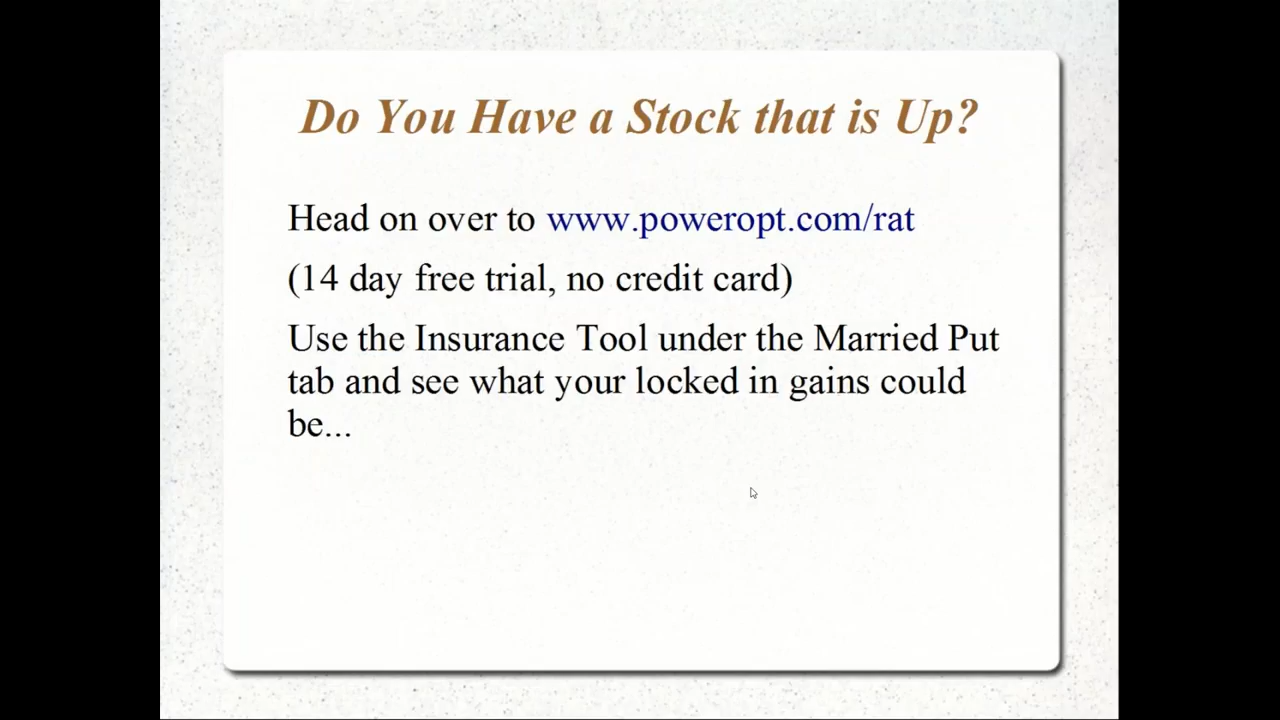 Do You Have a Stock that is Up?
Head on over to www.poweropt.com/rat
(14 day free trial, no credit card)
Use the Insurance Tool under the Married Put
tab and see what your locked in gains could
be...